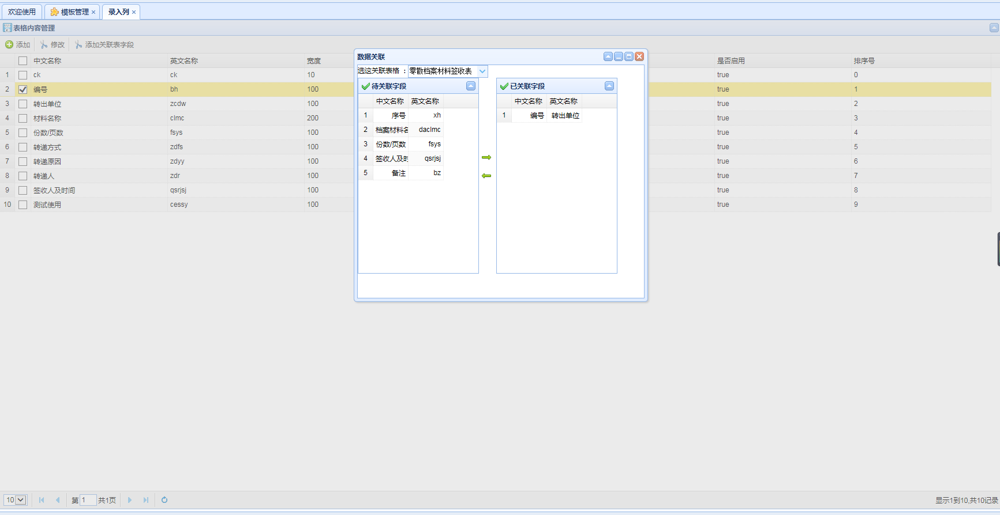 欢迎使用 模板管理 × 录入列 ×
表格内容管理
添加 修改 添加关联表字段
中文名称 英文名称 宽度 是否启用 排序号
1 ck ck 10 true 0
2 编号 bh 100 true 1
3 转出单位 zcdw 100 true 2
4 材料名称 clmc 200 true 3
5 份数/页数 fsys 100 true 4
6 转递方式 zdfs 100 true 5
7 转递原因 zdyy 100 true 6
8 转递人 zdr 100 true 7
9 签收人及时间 qsrjsj 100 true 8
10 测试使用 cessy 100 true 9
数据关联
选这关联表格 : 零散档案材料签收表
待关联字段
中文名称 英文名称
1 序号 xh
2 档案材料名 daclmc
3 份数/页数 fsys
4 签收人及时 qsrjsj
5 备注 bz
已关联字段
中文名称 英文名称
1 编号 转出单位
10 第 1 共1页 显示1到10,共10记录